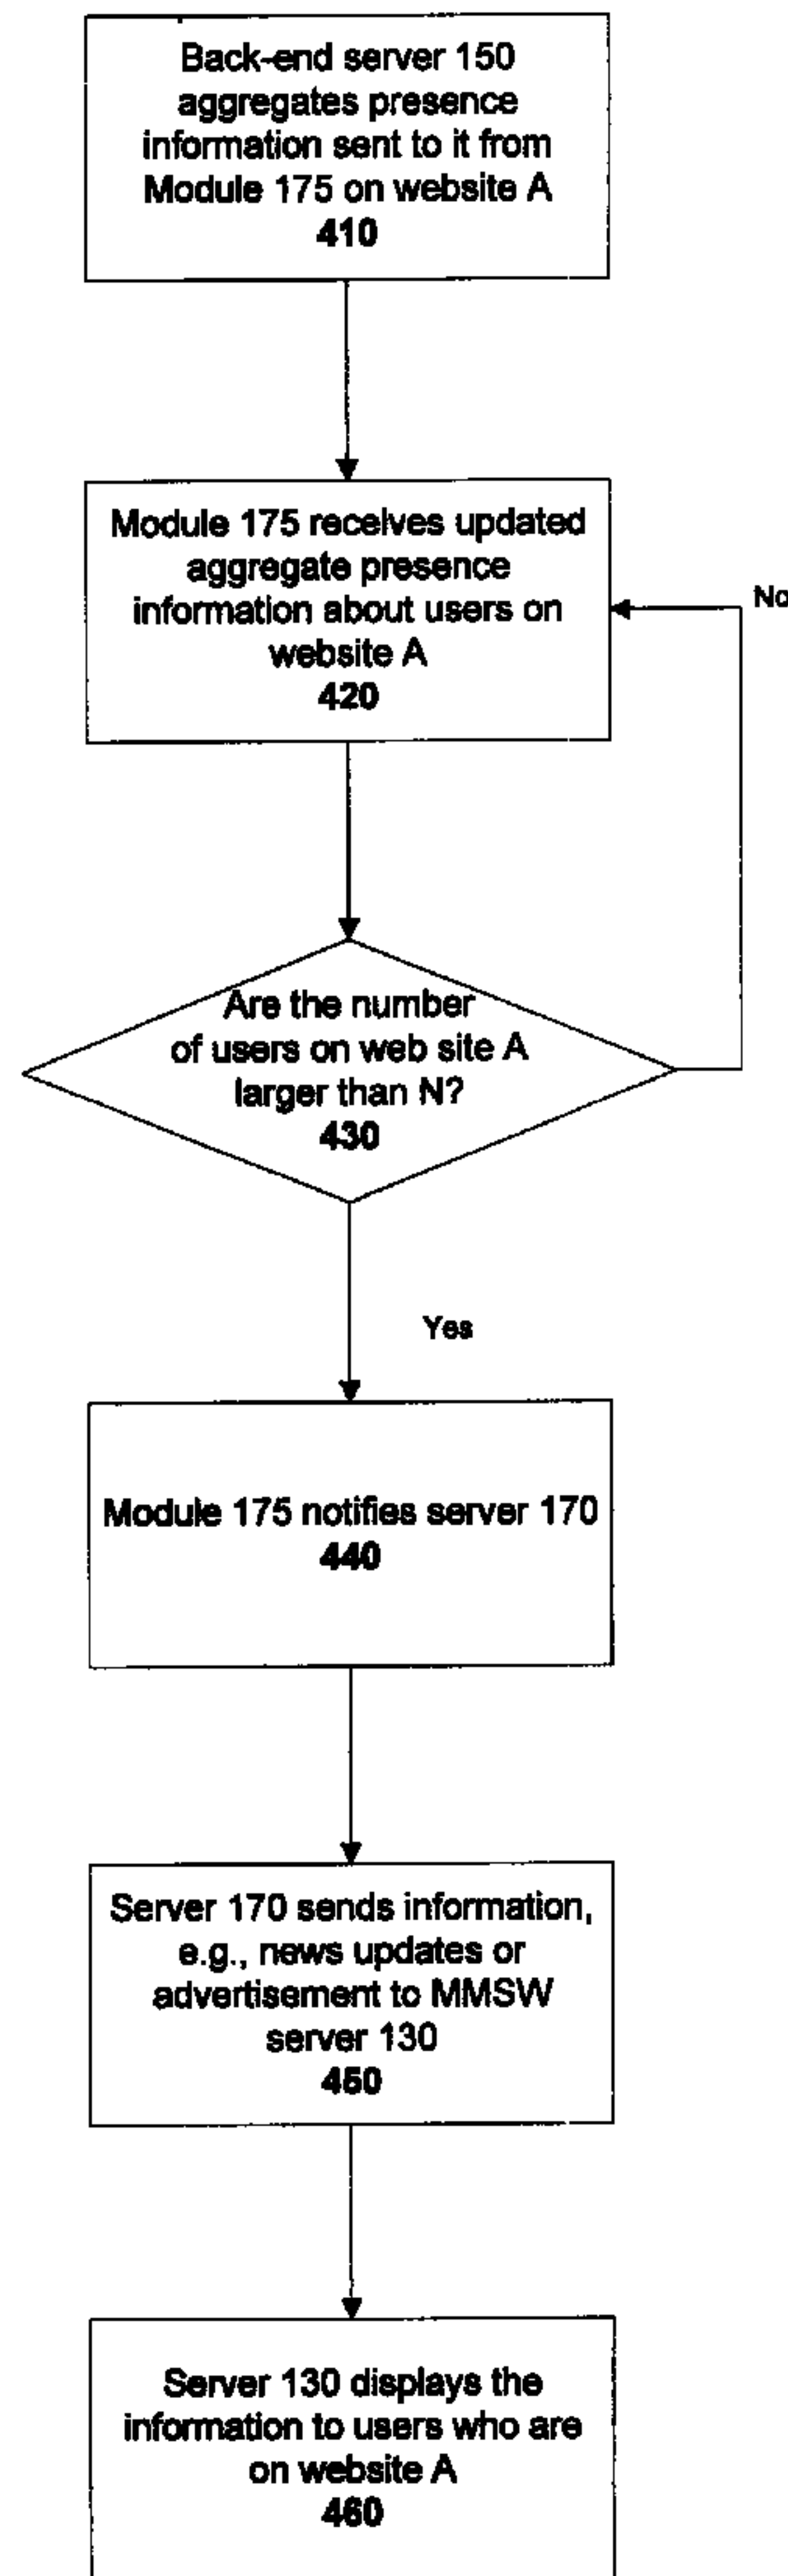 Back-end server 150
aggregates presence
information sent to it from
Module 175 on website A
410
Module 175 receives updated
aggregate presence
information about users on
website A
420
No
Are the number
of users on web site A
larger than N?
430
Yes
Module 175 notifies server 170
440
Server 170 sends information,
e.g., news updates or
advertisement to MMSW
server 130
450
Server 130 displays the
information to users who are
on website A
460